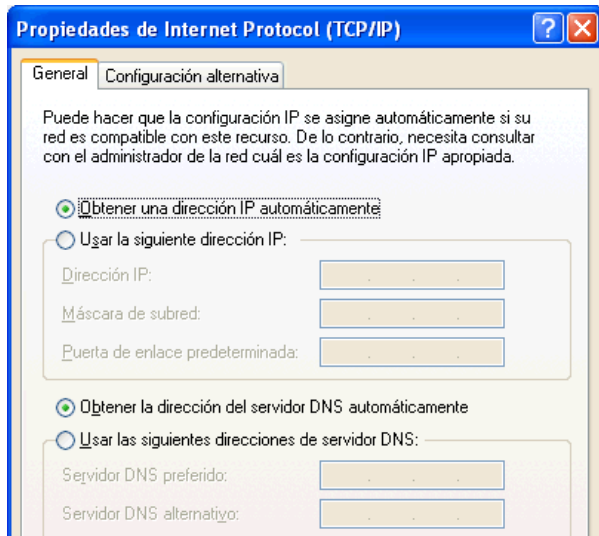 Propiedades de Internet Protocol (TCP/IP)
General
Configuración alternativa
Puede hacer que la configuración IP se asigne automáticamente si su
red es compatible con este recurso. De lo contrario, necesita consultar
con el administrador de la red cuál es la configuración IP apropiada.
Obtener una dirección IP automáticamente
Usar la siguiente dirección IP:
Dirección IP:
Máscara de subred:
Puerta de enlace predeterminada:
Obtener la dirección del servidor DNS automáticamente
Usar las siguientes direcciones de servidor DNS:
Servidor DNS preferido:
Servidor DNS alternativo: